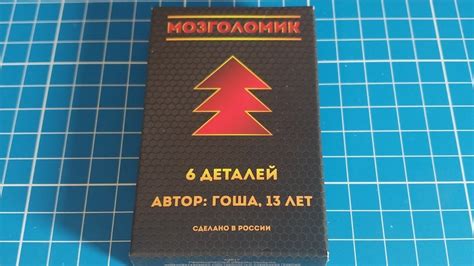 МОЗГОЛОМИК
6 ДЕТАЛЕЙ
АВТОР: ГОША, 13 ЛЕТ
СДЕЛАНО В РОССИИ